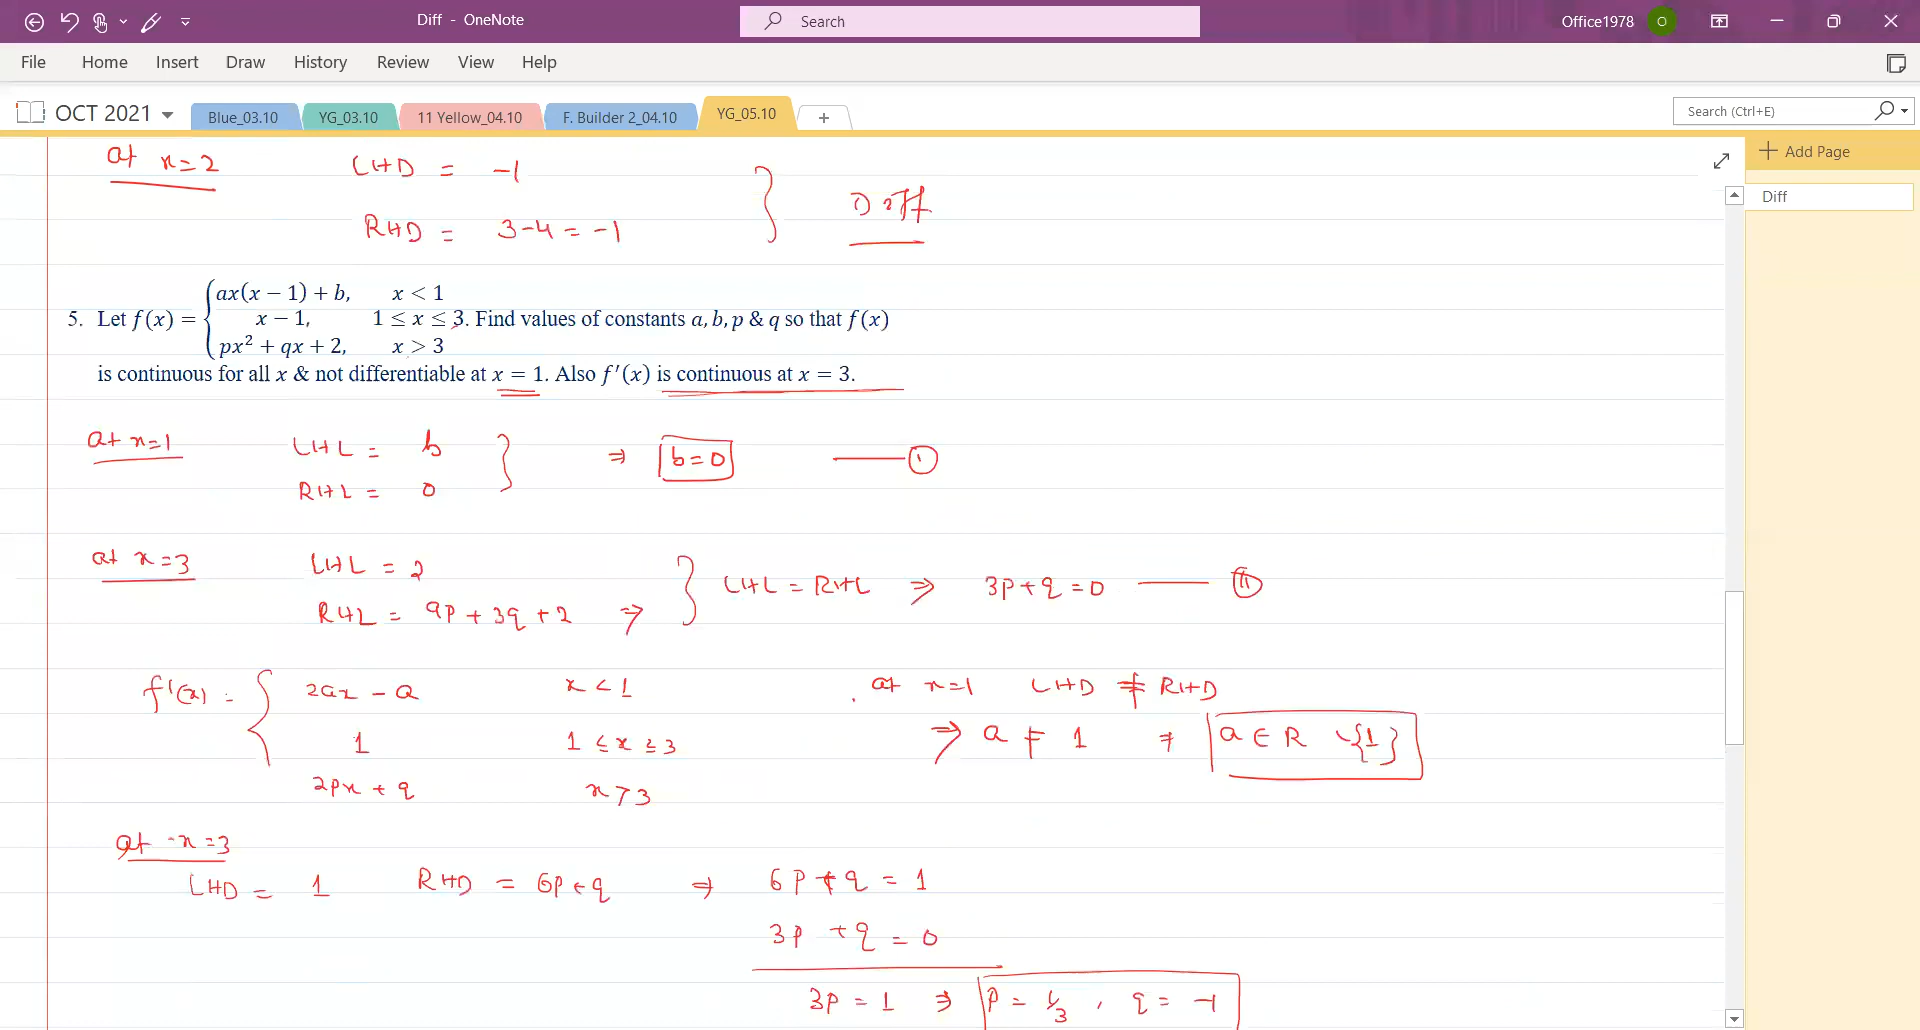 Diff - OneNote
Search
Office1978 O
File Home Insert Draw History Review View Help
OCT 2021 Blue_03.10 YG_03.10 11 Yellow_04.10 F. Builder 2_04.10 YG_05.10 +
Search (Ctrl+E)
+ Add Page
Diff
at x=2 LHD = -1
RHD = 3-4 = -1 } Diff
5. Let f(x) = { ax(x − 1) + b, x < 1
x − 1, 1 ≤ x ≤ 3. Find values of constants a, b, p & q so that f(x)
px² + qx + 2, x > 3
is continuous for all x & not differentiable at x = 1. Also f′(x) is continuous at x = 3.
at x=1 LHL = b
RHL = 0 } ⇒ b=0 —— ①
at x=3 LHL = 2
RHL = 9p + 3q + 2 ⇒ } LHL = RHL ⇒ 3p+q=0 —— ⑪
f'(x) = { 2ax - a x < 1
1 1 ≤ x ≤ 3
2px + q x > 3
at x=1 LHD ≠ RHD
⇒ a ≠ 1 ⇒ a ∈ R \ {1}
at x=3
LHD = 1 RHD = 6p+q ⇒ 6p + q = 1
3p + q = 0
3p = 1 ⇒ p = 1/3 , q = -1